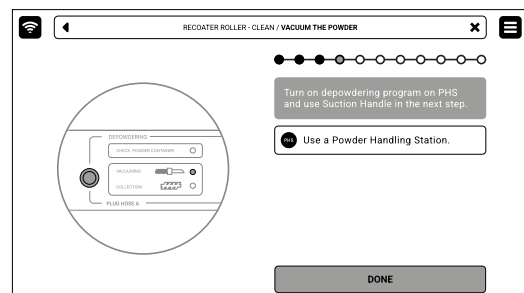 RECOATER ROLLER - CLEAN / VACUUM THE POWDER
Turn on depowdering program on PHS
and use Suction Handle in the next step.
PHS Use a Powder Handling Station.
DEPOWDERING
CHECK POWDER CONTAINER
VACUUMING
COLLECTION
PLUG HOSE A
DONE